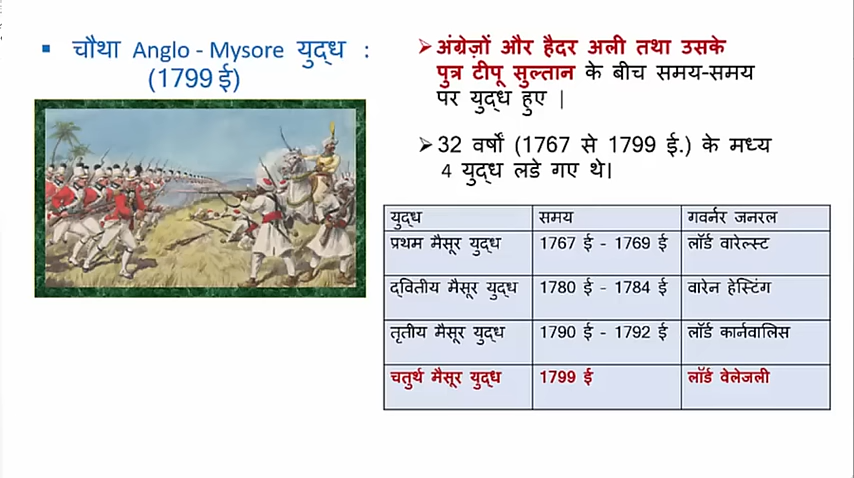 ▪ चौथा Anglo - Mysore युद्ध :
(1799 ई)
➢ अंग्रेज़ों और हैदर अली तथा उसके
पुत्र टीपू सुल्तान के बीच समय-समय
पर युद्ध हुए |
➢ 32 वर्षों (1767 से 1799 ई.) के मध्य
4 युद्ध लडे गए थे।
युद्ध समय गवर्नर जनरल
प्रथम मैसूर युद्ध 1767 ई - 1769 ई लॉर्ड वारेल्स्ट
द्वितीय मैसूर युद्ध 1780 ई - 1784 ई वारेन हेस्टिंग
तृतीय मैसूर युद्ध 1790 ई - 1792 ई लॉर्ड कार्नवालिस
चतुर्थ मैसूर युद्ध 1799 ई लॉर्ड वेलेजली